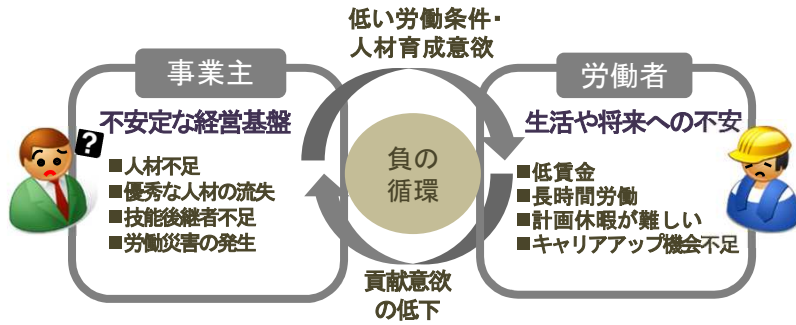 低い労働条件・
人材育成意欲
事業主
労働者
不安定な経営基盤
生活や将来への不安
?
■人材不足
■優秀な人材の流失
■技能後継者不足
■労働災害の発生
負の
循環
■低賃金
■長時間労働
■計画休暇が難しい
■キャリアアップ機会不足
貢献意欲
の低下